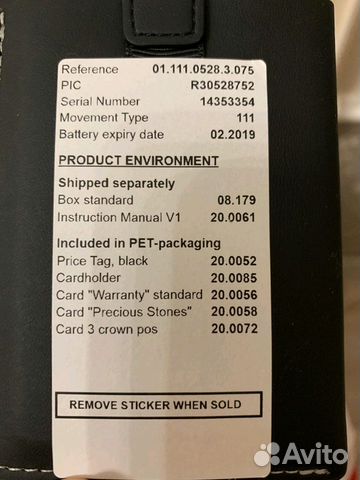 Reference 01.111.0528.3.075
PIC R30528752
Serial Number 14353354
Movement Type 111
Battery expiry date 02.2019
PRODUCT ENVIRONMENT
Shipped separately
Box standard 08.179
Instruction Manual V1 20.0061
Included in PET-packaging
Price Tag, black 20.0052
Cardholder 20.0085
Card "Warranty" standard 20.0056
Card "Precious Stones" 20.0058
Card 3 crown pos 20.0072
REMOVE STICKER WHEN SOLD
Avito